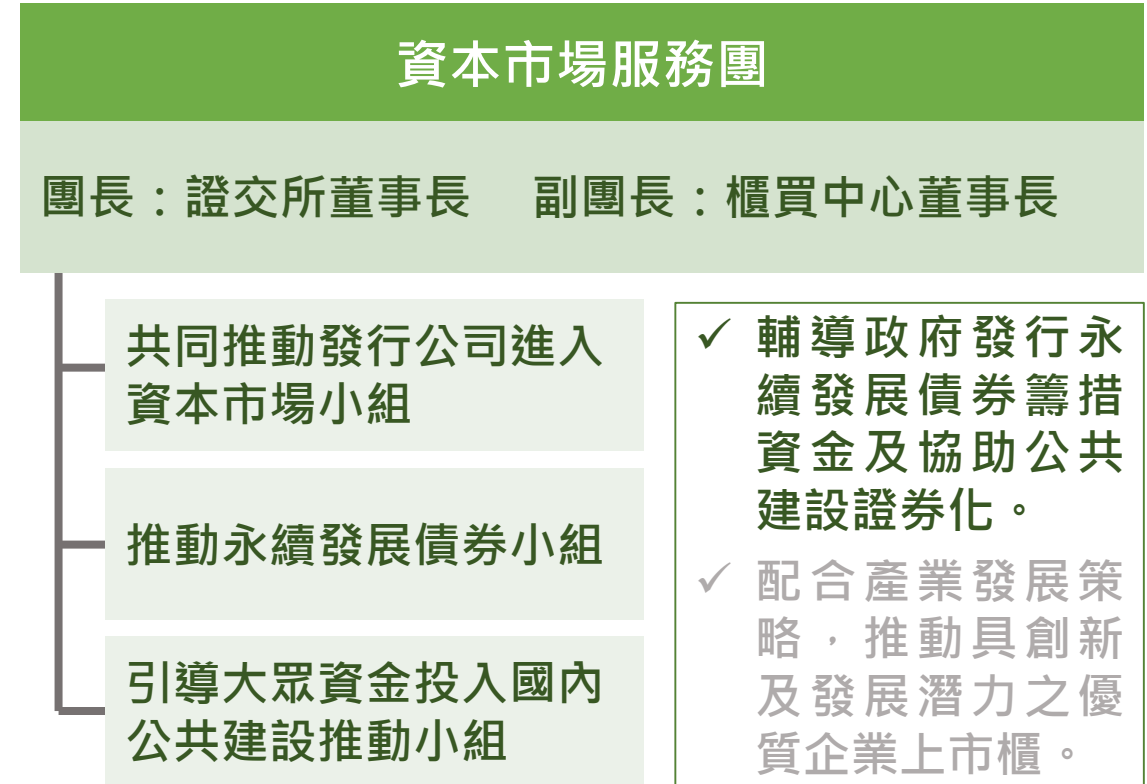 資本市場服務團
團長：證交所董事長　副團長：櫃買中心董事長
共同推動發行公司進入
資本市場小組
推動永續發展債券小組
引導大眾資金投入國內
公共建設推動小組
✓ 輔導政府發行永
續發展債券籌措
資金及協助公共
建設證券化。
✓ 配合產業發展策
略，推動具創新
及發展潛力之優
質企業上市櫃。